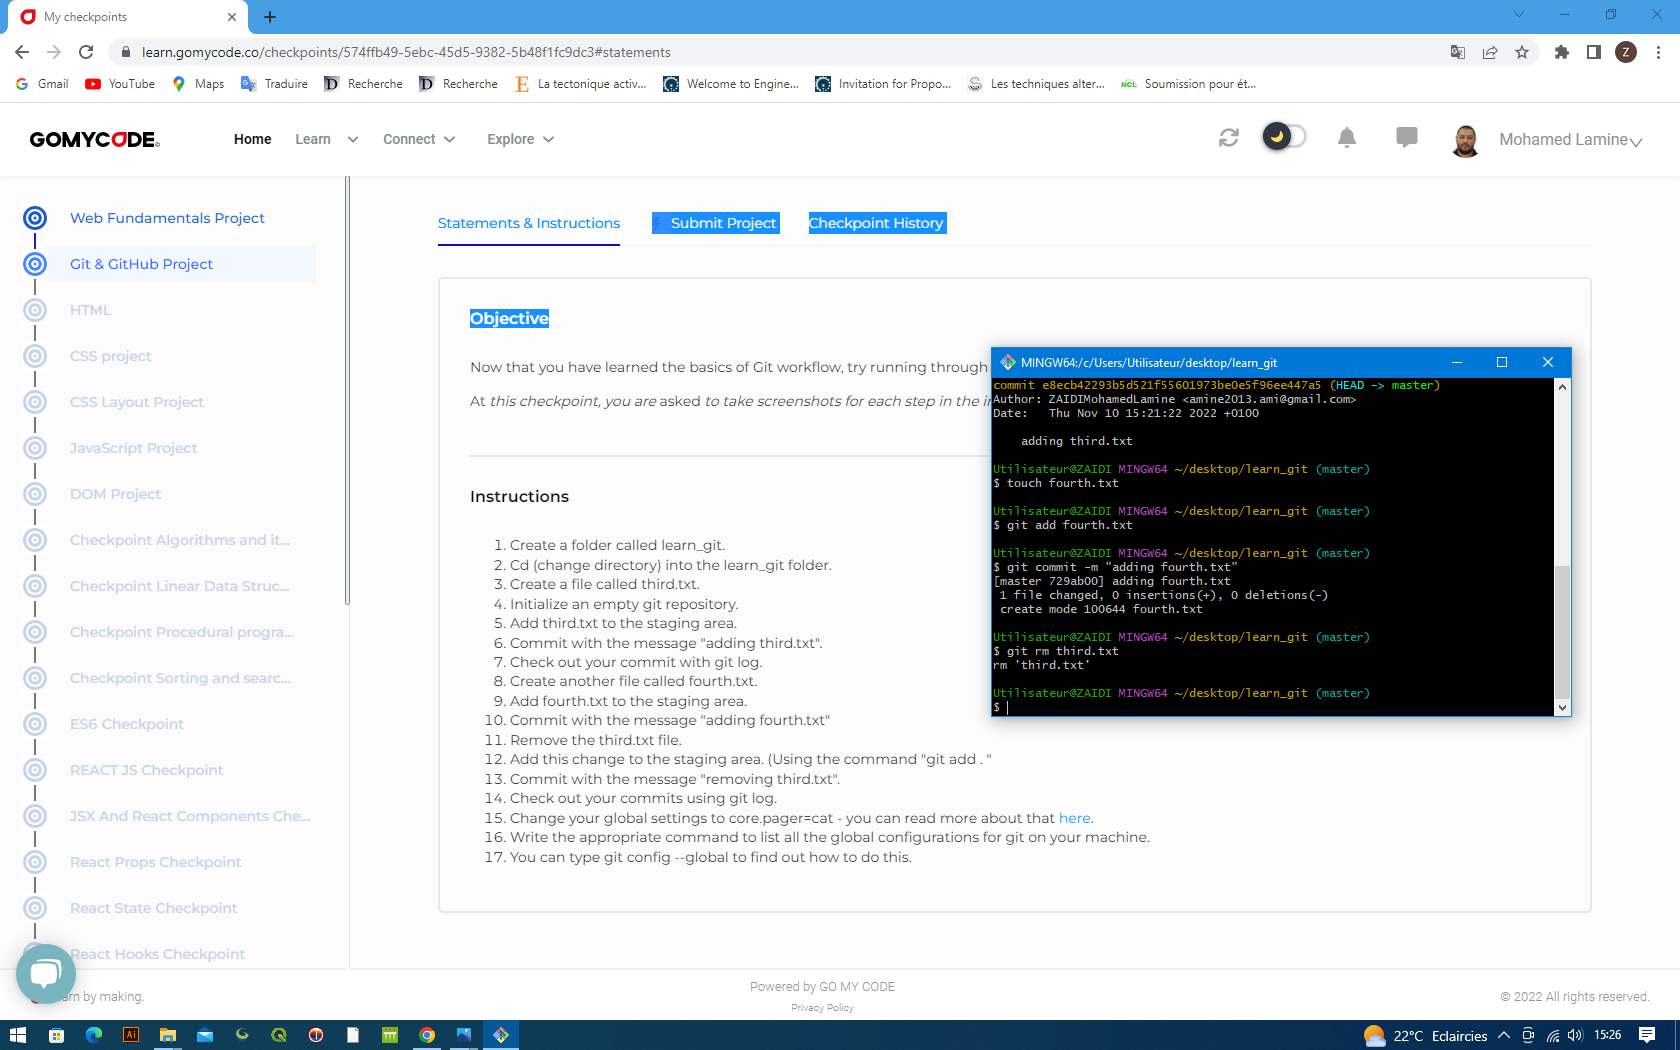 My checkpoints
learn.gomycode.co/checkpoints/574ffb49-5ebc-45d5-9382-5b48f1fc9dc3#statements
Z
Gmail
YouTube
Maps
Traduire
Recherche
Recherche
La tectonique activ...
Welcome to Engine...
Invitation for Propo...
Les techniques alter...
NCL
Soumission pour ét...
GOMYCODE
Home
Learn
Connect
Explore
Mohamed Lamine
Web Fundamentals Project
Git & GitHub Project
HTML
CSS project
CSS Layout Project
JavaScript Project
DOM Project
Checkpoint Algorithms and it...
Checkpoint Linear Data Struc...
Checkpoint Procedural progra...
Checkpoint Sorting and searc...
ES6 Checkpoint
REACT JS Checkpoint
JSX And React Components Che...
React Props Checkpoint
React State Checkpoint
React Hooks Checkpoint
Statements & Instructions
Submit Project
Checkpoint History
Objective
Now that you have learned the basics of Git workflow, try running through
At this checkpoint, you are asked to take screenshots for each step in the in
Instructions
1. Create a folder called learn_git.
2. Cd (change directory) into the learn_git folder.
3. Create a file called third.txt.
4. Initialize an empty git repository.
5. Add third.txt to the staging area.
6. Commit with the message "adding third.txt".
7. Check out your commit with git log.
8. Create another file called fourth.txt.
9. Add fourth.txt to the staging area.
10. Commit with the message "adding fourth.txt"
11. Remove the third.txt file.
12. Add this change to the staging area. (Using the command "git add . "
13. Commit with the message "removing third.txt".
14. Check out your commits using git log.
15. Change your global settings to core.pager=cat - you can read more about that here.
16. Write the appropriate command to list all the global configurations for git on your machine.
17. You can type git config --global to find out how to do this.
MINGW64:/c/Users/Utilisateur/desktop/learn_git
commit e8ecb42293b5d521f55601973be0e5f96ee447a5 (HEAD -> master)
Author: ZAIDIMohamedLamine <amine2013.ami@gmail.com>
Date:   Thu Nov 10 15:21:22 2022 +0100
adding third.txt
Utilisateur@ZAIDI MINGW64 ~/desktop/learn_git (master)
$ touch fourth.txt
Utilisateur@ZAIDI MINGW64 ~/desktop/learn_git (master)
$ git add fourth.txt
Utilisateur@ZAIDI MINGW64 ~/desktop/learn_git (master)
$ git commit -m "adding fourth.txt"
[master 729ab00] adding fourth.txt
1 file changed, 0 insertions(+), 0 deletions(-)
create mode 100644 fourth.txt
Utilisateur@ZAIDI MINGW64 ~/desktop/learn_git (master)
$ git rm third.txt
rm 'third.txt'
Utilisateur@ZAIDI MINGW64 ~/desktop/learn_git (master)
$
arn by making.
Powered by GO MY CODE
Privacy Policy
© 2022 All rights reserved.
Ai
22°C Eclaircies
15:26